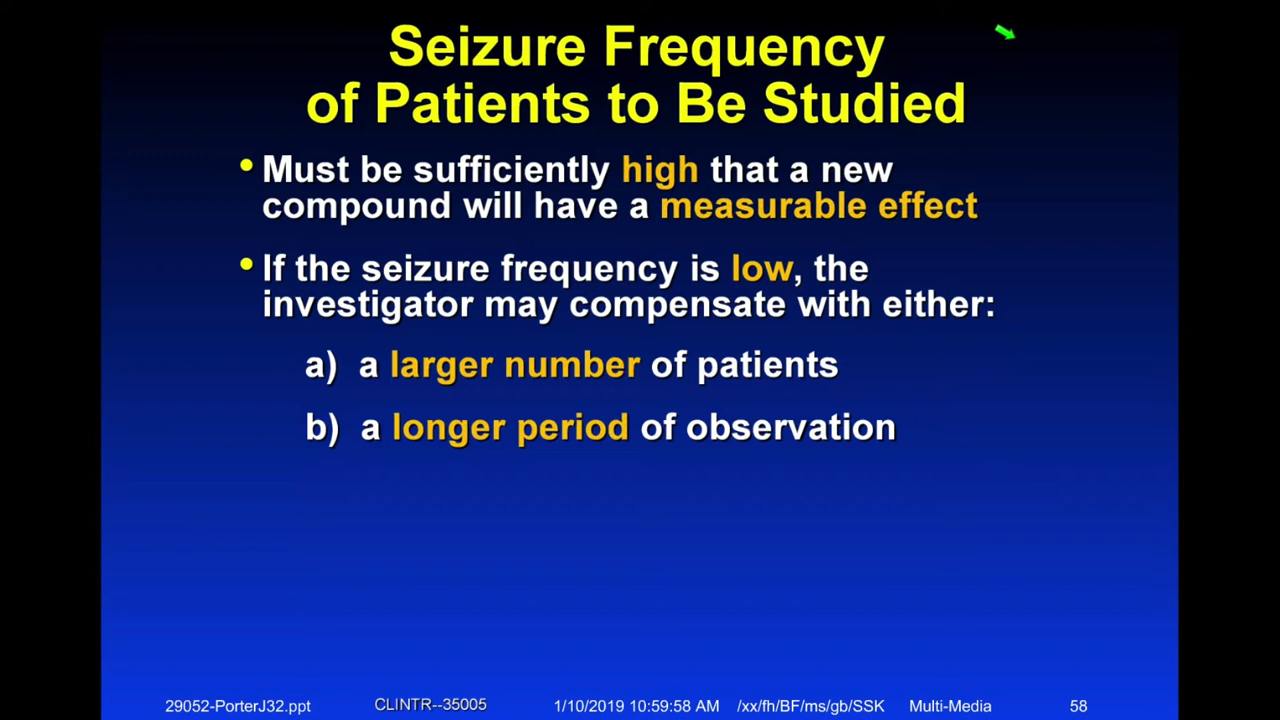 Seizure Frequency
of Patients to Be Studied
• Must be sufficiently high that a new
compound will have a measurable effect
• If the seizure frequency is low, the
investigator may compensate with either:
a) a larger number of patients
b) a longer period of observation
29052-PorterJ32.ppt CLINTR--35005 1/10/2019 10:59:58 AM /xx/fh/BF/ms/gb/SSK Multi-Media 58